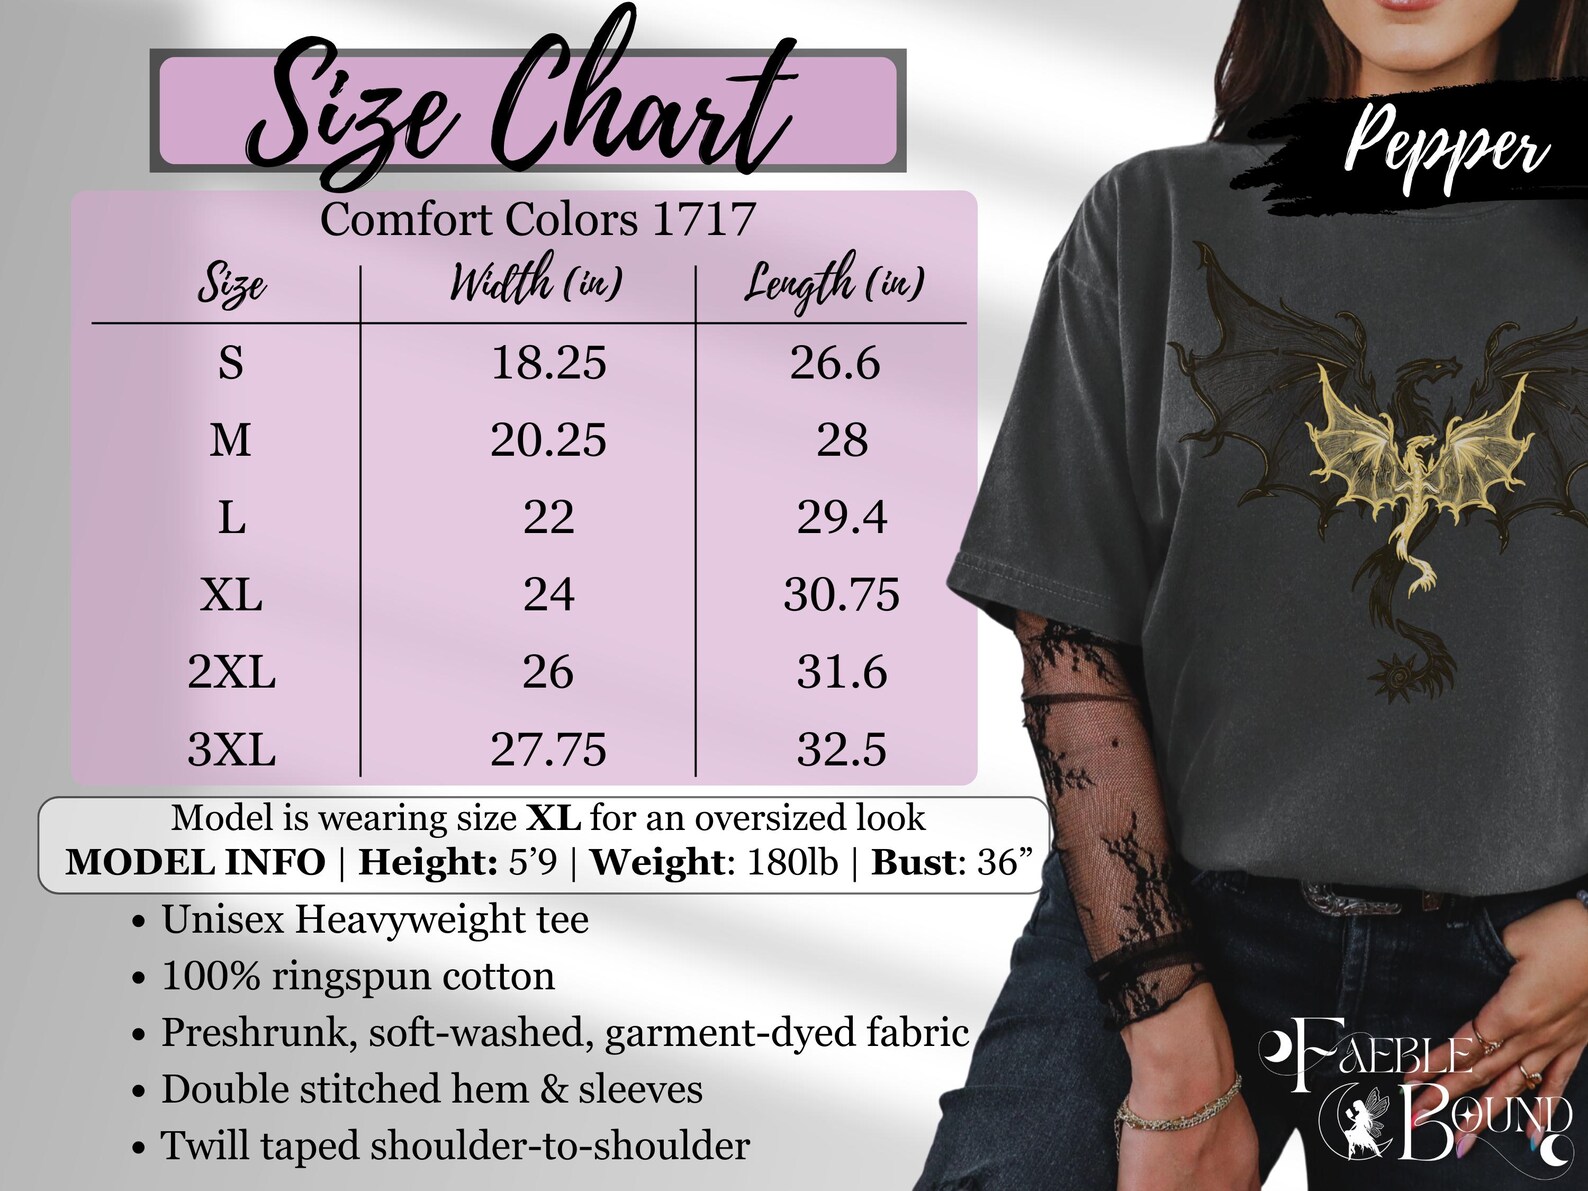 Size Chart
Pepper
Comfort Colors 1717
Size Width (in) Length (in)
S 18.25 26.6
M 20.25 28
L 22 29.4
XL 24 30.75
2XL 26 31.6
3XL 27.75 32.5
Model is wearing size XL for an oversized look
MODEL INFO | Height: 5’9 | Weight: 180lb | Bust: 36”
• Unisex Heavyweight tee
• 100% ringspun cotton
• Preshrunk, soft-washed, garment-dyed fabric
• Double stitched hem & sleeves
• Twill taped shoulder-to-shoulder
FAEBLE
BOUND